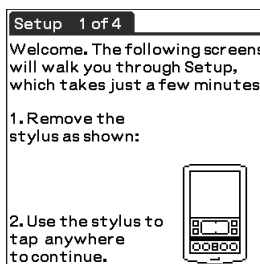 Setup 1 of 4
Welcome. The following screens
will walk you through Setup,
which takes just a few minutes
1. Remove the
stylus as shown:
2. Use the stylus to
tap anywhere
to continue.